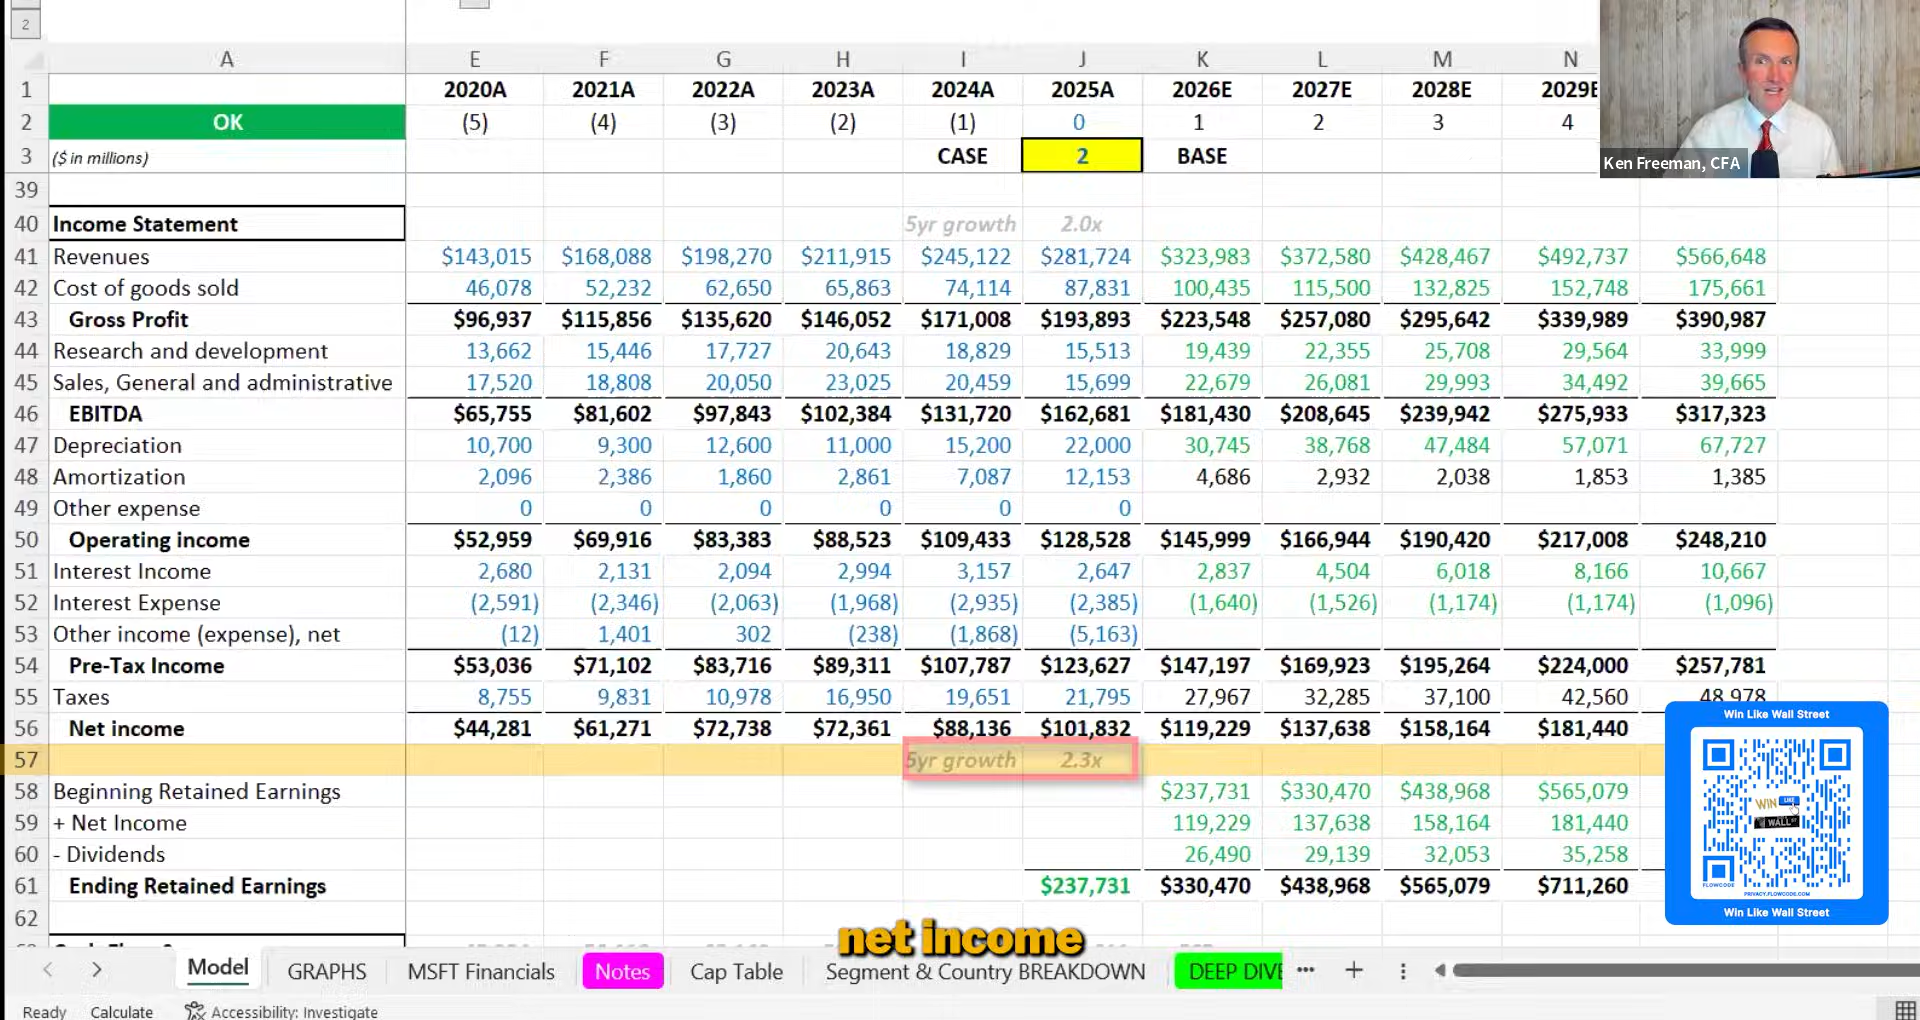 2
A E F G H I J K L M N
1 2020A 2021A 2022A 2023A 2024A 2025A 2026E 2027E 2028E 2029E
2 OK (5) (4) (3) (2) (1) 0 1 2 3 4
3 ($ in millions) CASE 2 BASE
Ken Freeman, CFA
39
40 Income Statement 5yr growth 2.0x
41 Revenues $143,015 $168,088 $198,270 $211,915 $245,122 $281,724 $323,983 $372,580 $428,467 $492,737 $566,648
42 Cost of goods sold 46,078 52,232 62,650 65,863 74,114 87,831 100,435 115,500 132,825 152,748 175,661
43 Gross Profit $96,937 $115,856 $135,620 $146,052 $171,008 $193,893 $223,548 $257,080 $295,642 $339,989 $390,987
44 Research and development 13,662 15,446 17,727 20,643 18,829 15,513 19,439 22,355 25,708 29,564 33,999
45 Sales, General and administrative 17,520 18,808 20,050 23,025 20,459 15,699 22,679 26,081 29,993 34,492 39,665
46 EBITDA $65,755 $81,602 $97,843 $102,384 $131,720 $162,681 $181,430 $208,645 $239,942 $275,933 $317,323
47 Depreciation 10,700 9,300 12,600 11,000 15,200 22,000 30,745 38,768 47,484 57,071 67,727
48 Amortization 2,096 2,386 1,860 2,861 7,087 12,153 4,686 2,932 2,038 1,853 1,385
49 Other expense 0 0 0 0 0 0
50 Operating income $52,959 $69,916 $83,383 $88,523 $109,433 $128,528 $145,999 $166,944 $190,420 $217,008 $248,210
51 Interest Income 2,680 2,131 2,094 2,994 3,157 2,647 2,837 4,504 6,018 8,166 10,667
52 Interest Expense (2,591) (2,346) (2,063) (1,968) (2,935) (2,385) (1,640) (1,526) (1,174) (1,174) (1,096)
53 Other income (expense), net (12) 1,401 302 (238) (1,868) (5,163)
54 Pre-Tax Income $53,036 $71,102 $83,716 $89,311 $107,787 $123,627 $147,197 $169,923 $195,264 $224,000 $257,781
55 Taxes 8,755 9,831 10,978 16,950 19,651 21,795 27,967 32,285 37,100 42,560 48,978
56 Net income $44,281 $61,271 $72,738 $72,361 $88,136 $101,832 $119,229 $137,638 $158,164 $181,440
57 5yr growth 2.3x
58 Beginning Retained Earnings $237,731 $330,470 $438,968 $565,079
59 + Net Income 119,229 137,638 158,164 181,440
60 - Dividends 26,490 29,139 32,053 35,258
61 Ending Retained Earnings $237,731 $330,470 $438,968 $565,079 $711,260
62
Win Like Wall Street
WIN LIKE
WALL ST
FLOWCODE
PRIVACY.FLOWCODE.COM
Win Like Wall Street
net income
Model GRAPHS MSFT Financials Notes Cap Table Segment & Country BREAKDOWN DEEP DIVE
Ready Calculate Accessibility: Investigate